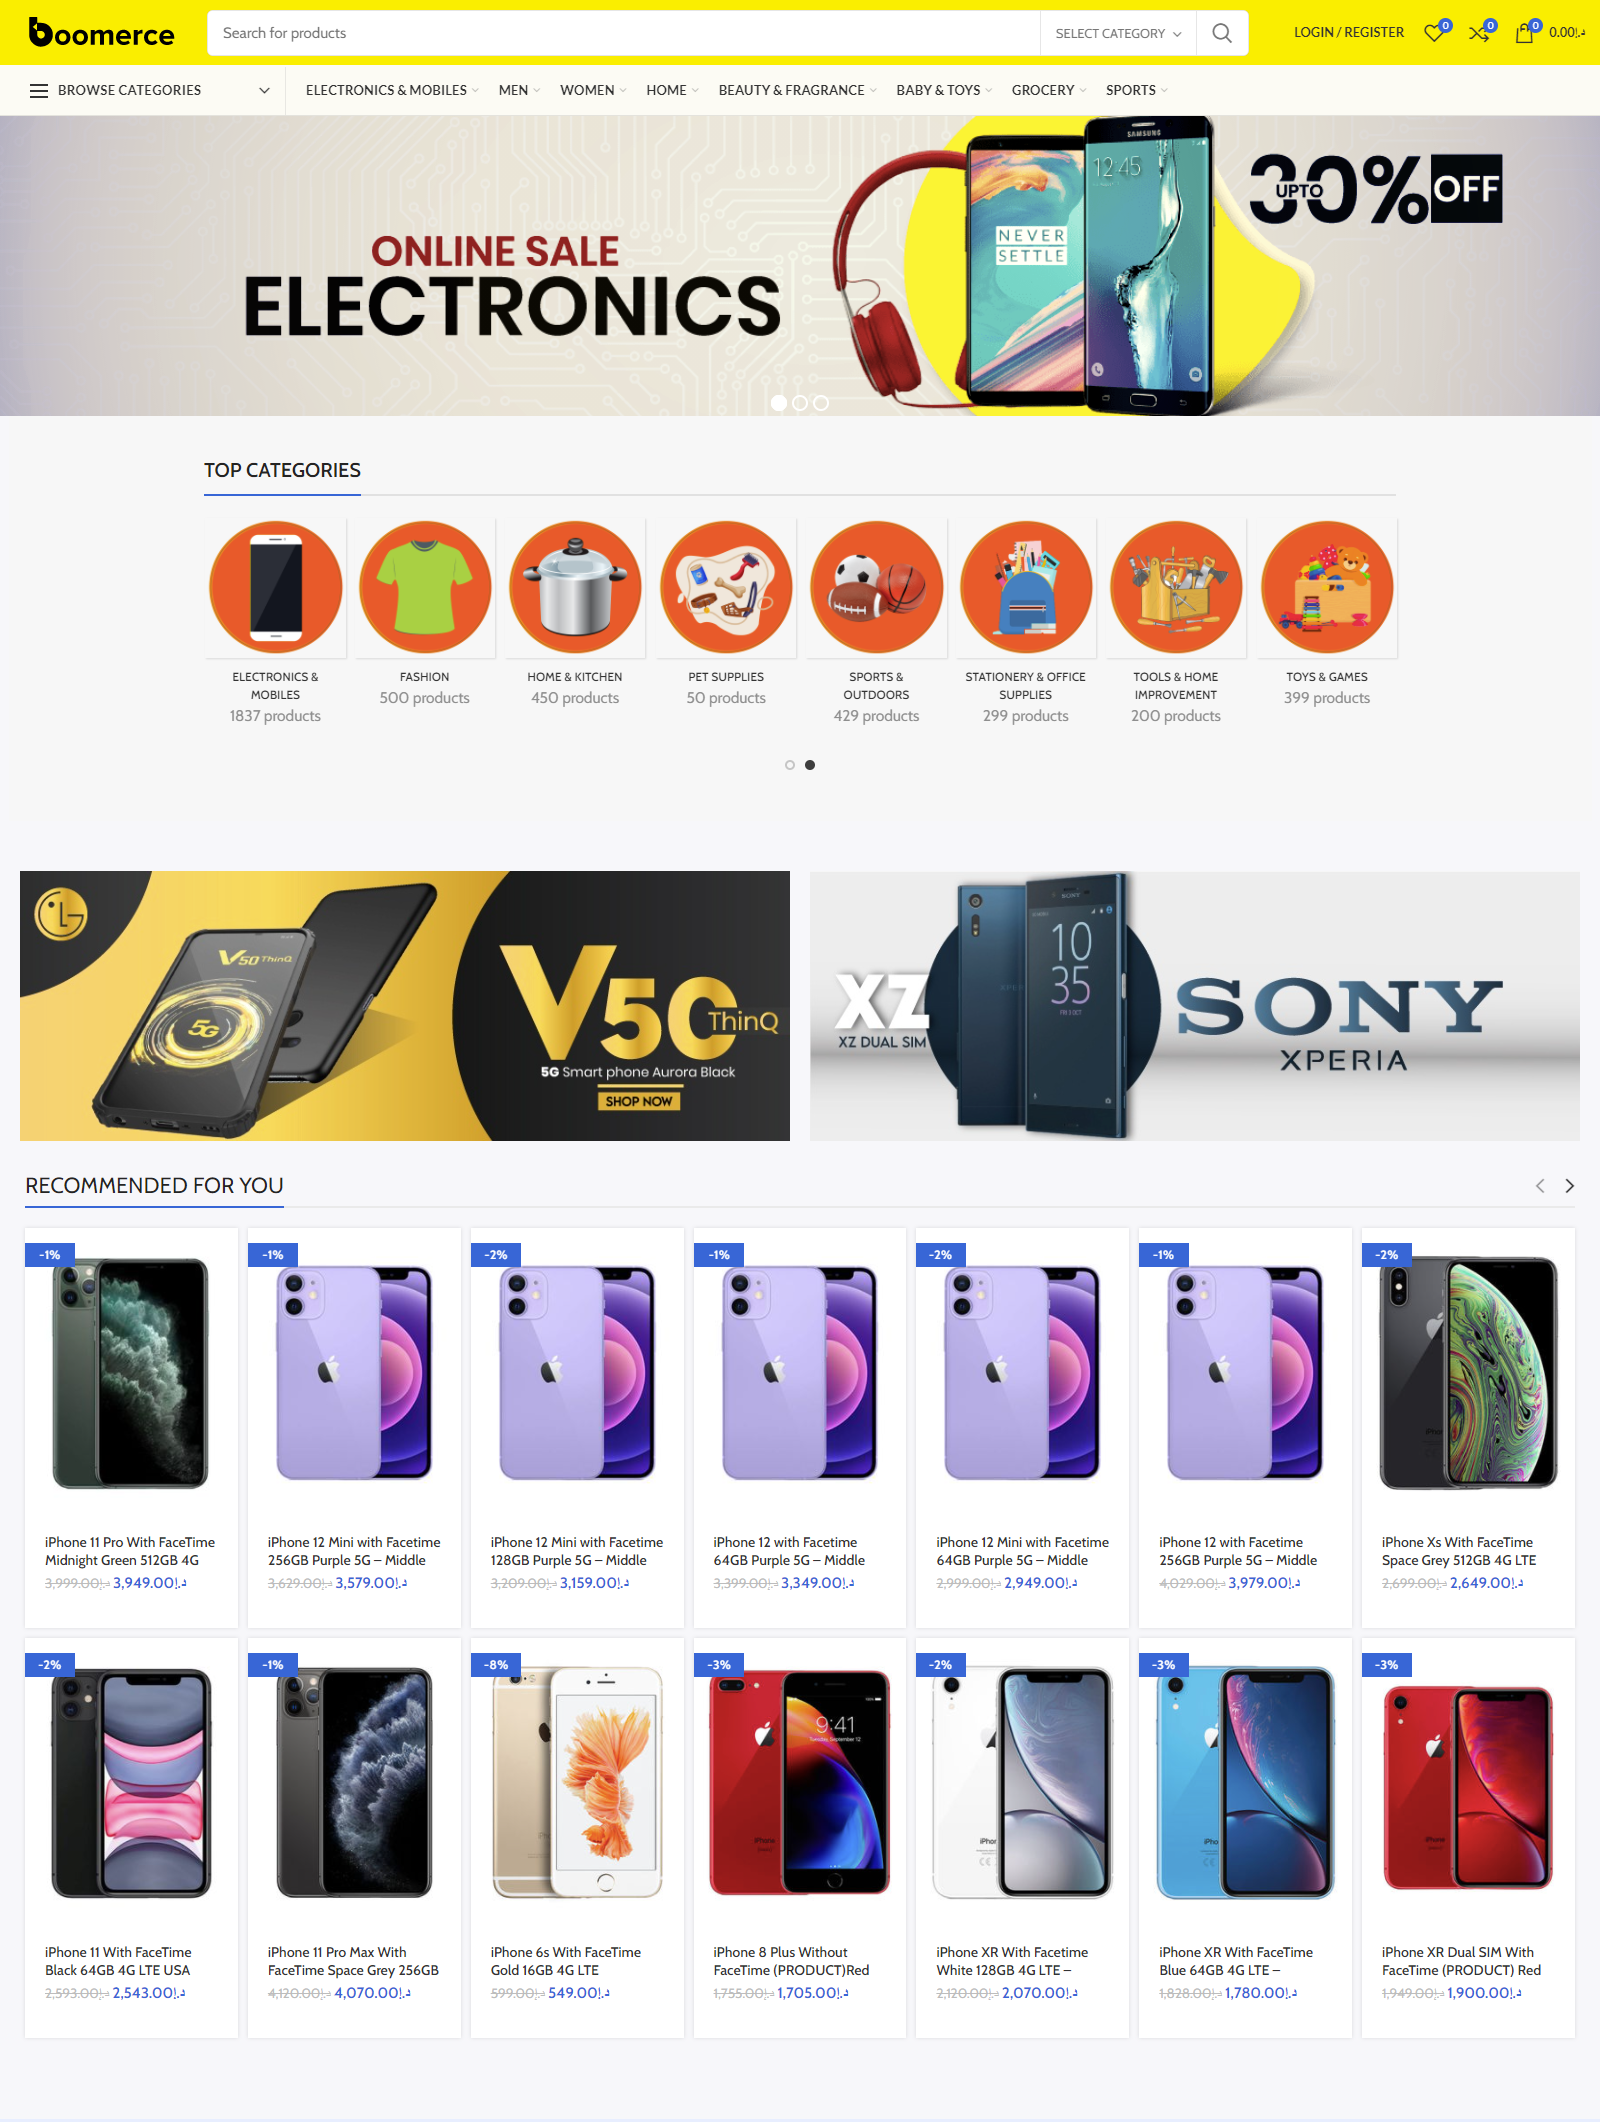 boomerce
Search for products
SELECT CATEGORY
LOGIN / REGISTER
0
0
0
0.00د.إ
BROWSE CATEGORIES
ELECTRONICS & MOBILES
MEN
WOMEN
HOME
BEAUTY & FRAGRANCE
BABY & TOYS
GROCERY
SPORTS
ONLINE SALE
ELECTRONICS
NEVER
SETTLE
SAMSUNG
12 45
UPTO
30% OFF
TOP CATEGORIES
ELECTRONICS &
MOBILES
1837 products
FASHION
500 products
HOME & KITCHEN
450 products
PET SUPPLIES
50 products
SPORTS &
OUTDOORS
429 products
STATIONERY & OFFICE
SUPPLIES
299 products
TOOLS & HOME
IMPROVEMENT
200 products
TOYS & GAMES
399 products
LG
V50 ThinQ
5G
V50 ThinQ
5G Smart phone Aurora Black
SHOP NOW
XZ
XZ DUAL SIM
SONY
10
35
FRI 3 OCT
SONY
XPERIA
RECOMMENDED FOR YOU
-1%
iPhone 11 Pro With FaceTime
Midnight Green 512GB 4G
3,999.00د.إ 3,949.00د.إ
-1%
iPhone 12 Mini with Facetime
256GB Purple 5G – Middle
3,629.00د.إ 3,579.00د.إ
-2%
iPhone 12 Mini with Facetime
128GB Purple 5G – Middle
3,209.00د.إ 3,159.00د.إ
-1%
iPhone 12 with Facetime
64GB Purple 5G – Middle
3,399.00د.إ 3,349.00د.إ
-2%
iPhone 12 Mini with Facetime
64GB Purple 5G – Middle
2,999.00د.إ 2,949.00د.إ
-1%
iPhone 12 with Facetime
256GB Purple 5G – Middle
4,029.00د.إ 3,979.00د.إ
-2%
iPhone Xs With FaceTime
Space Grey 512GB 4G LTE
2,699.00د.إ 2,649.00د.إ
-2%
iPhone 11 With FaceTime
Black 64GB 4G LTE USA
2,593.00د.إ 2,543.00د.إ
-1%
iPhone 11 Pro Max With
FaceTime Space Grey 256GB
4,120.00د.إ 4,070.00د.إ
-8%
iPhone 6s With FaceTime
Gold 16GB 4G LTE
599.00د.إ 549.00د.إ
-3%
9:41
Tuesday, September 12
iPhone
iPhone 8 Plus Without
FaceTime (PRODUCT)Red
1,755.00د.إ 1,705.00د.إ
-2%
iPhone XR With Facetime
White 128GB 4G LTE –
2,120.00د.إ 2,070.00د.إ
-3%
iPhone XR With FaceTime
Blue 64GB 4G LTE –
1,828.00د.إ 1,780.00د.إ
-3%
iPhone
iPhone XR Dual SIM With
FaceTime (PRODUCT) Red
1,949.00د.إ 1,900.00د.إ